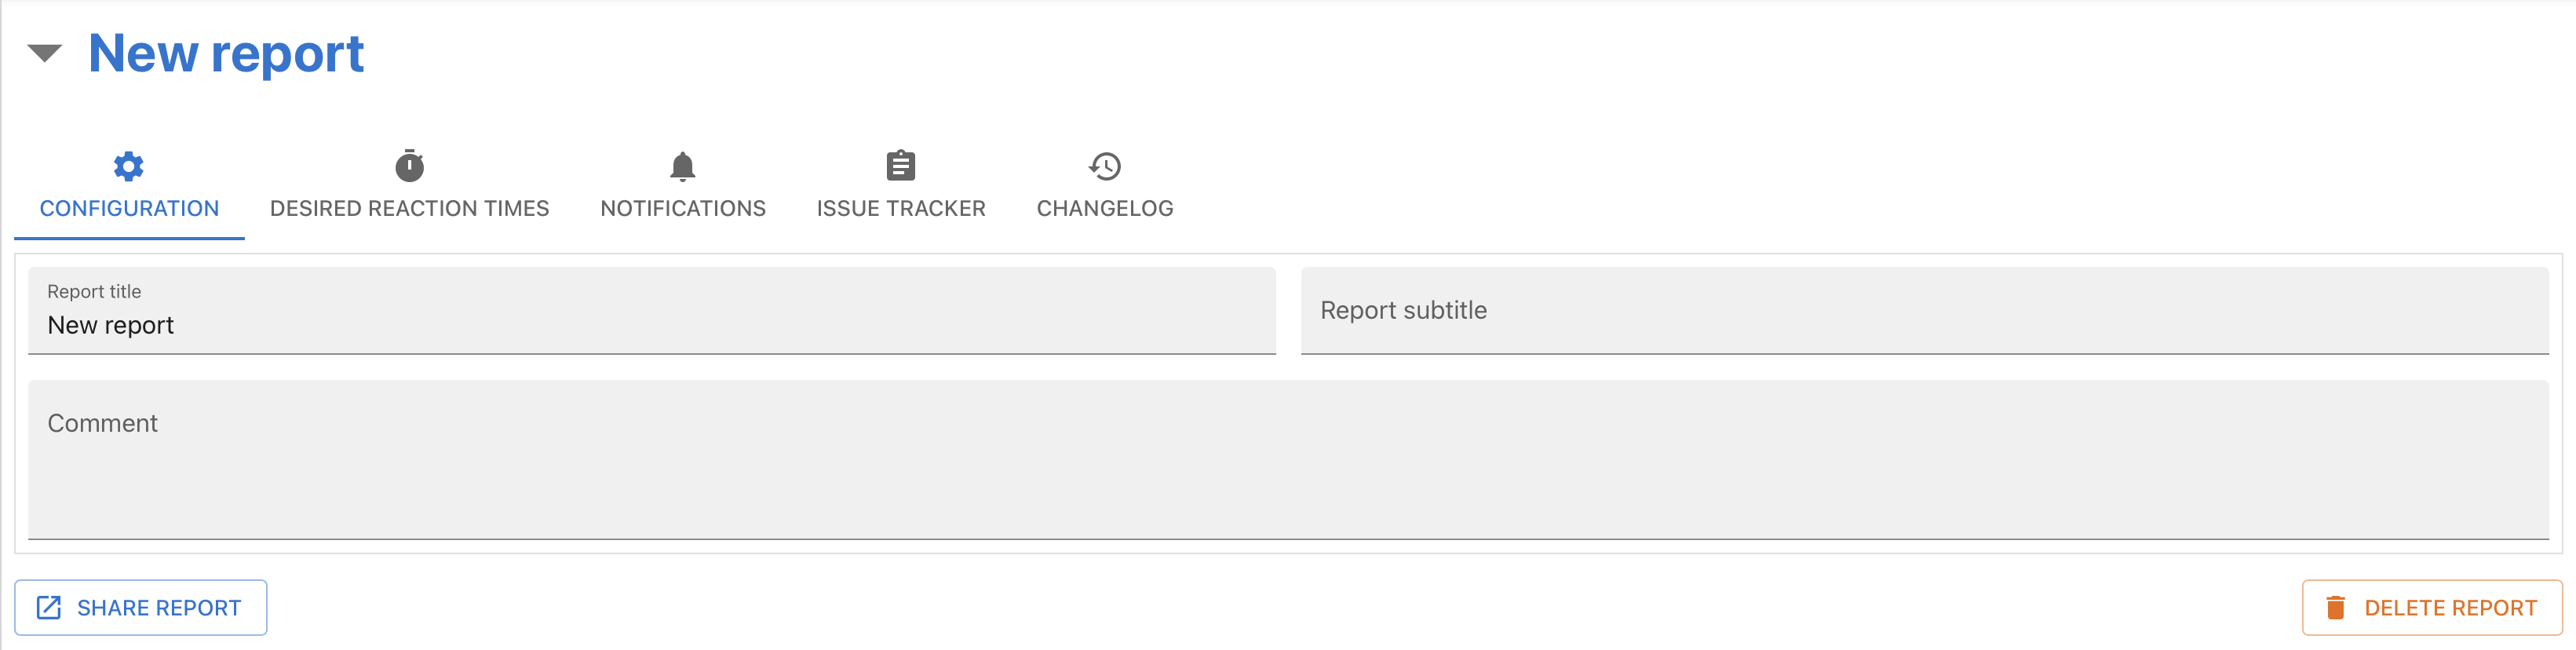 New report
CONFIGURATION DESIRED REACTION TIMES NOTIFICATIONS ISSUE TRACKER CHANGELOG
Report title
New report
Report subtitle
Comment
SHARE REPORT
DELETE REPORT